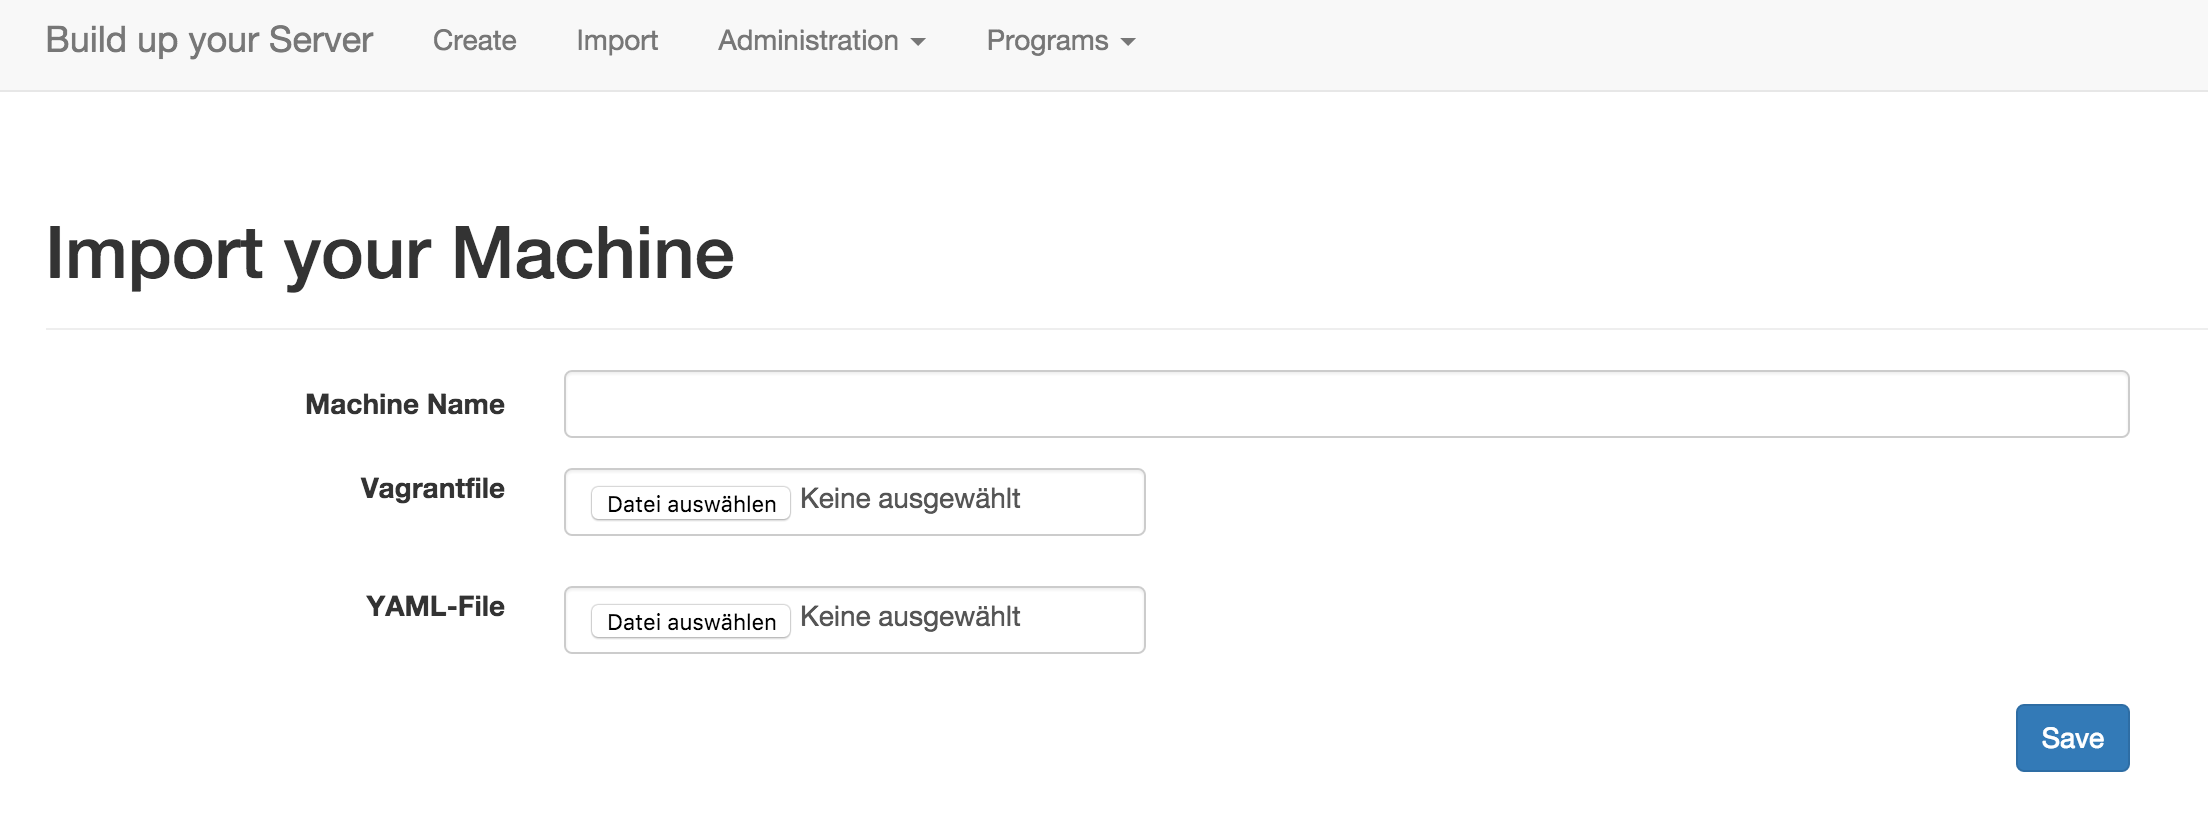 Build up your Server Create Import Administration Programs
Import your Machine
Machine Name
Vagrantfile Datei auswählen Keine ausgewählt
YAML-File Datei auswählen Keine ausgewählt
Save